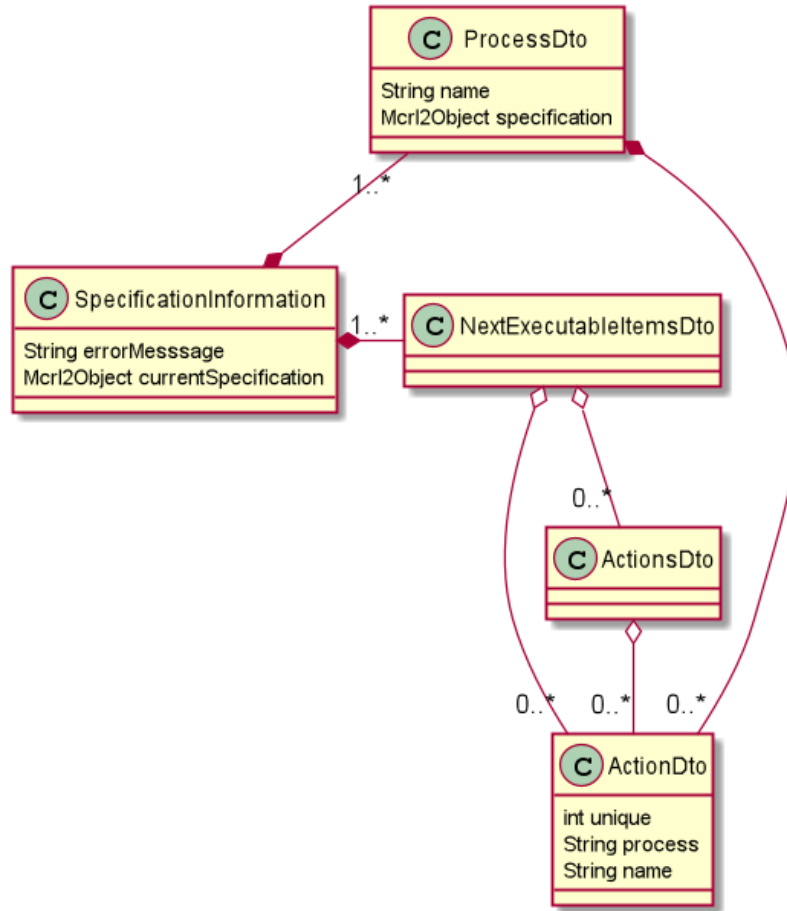 C ProcessDto
String name
Mcrl2Object specification
1..*
C SpecificationInformation
String errorMesssage
Mcrl2Object currentSpecification
1..*
C NextExecutableItemsDto
0..*
C ActionsDto
0..*
0..*
0..*
C ActionDto
int unique
String process
String name